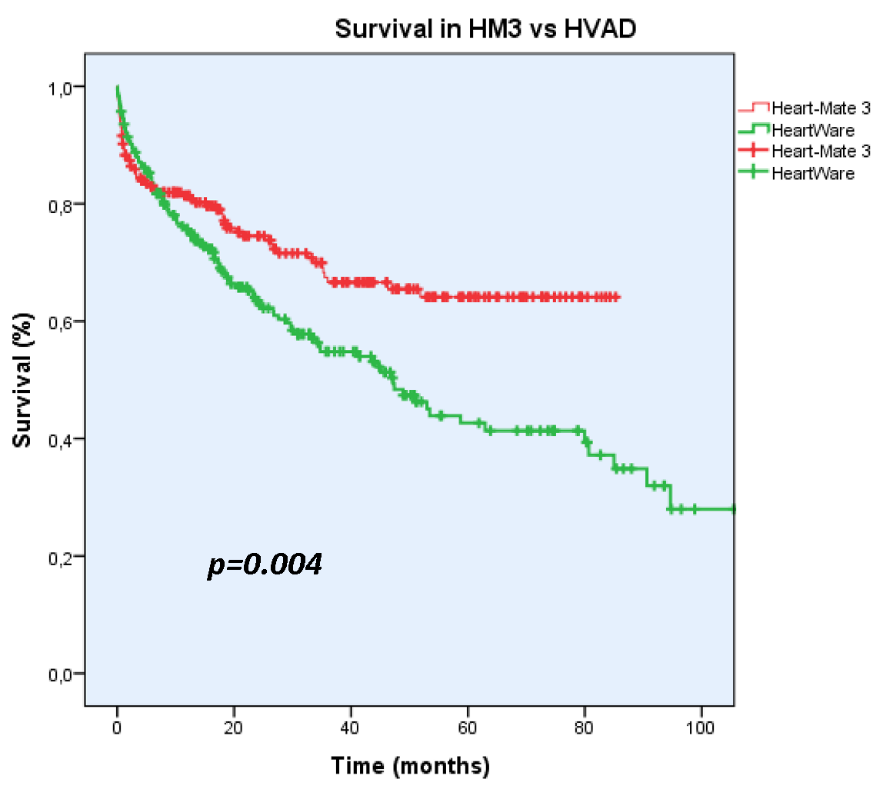 Survival in HM3 vs HVAD
1,0
0,8
0,6
0,4
0,2
0,0
Survival (%)
p=0.004
0 20 40 60 80 100
Time (months)
Heart-Mate 3
HeartWare
Heart-Mate 3
HeartWare